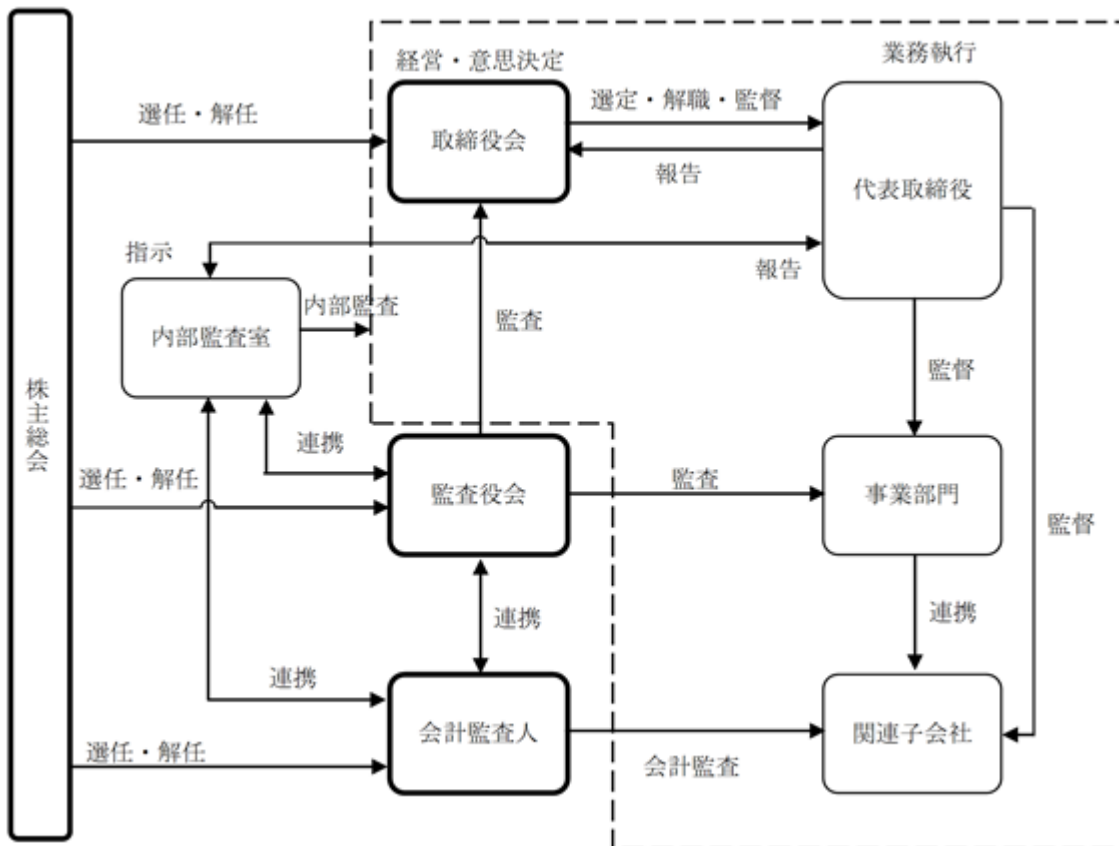 経営・意思決定
業務執行
選任・解任
取締役会
選定・解職・監督
報告
代表取締役
指示
報告
内部監査室
内部監査
監査
監督
株主総会
連携
選任・解任
監査役会
監査
事業部門
監督
連携
連携
連携
会計監査人
関連子会社
選任・解任
会計監査